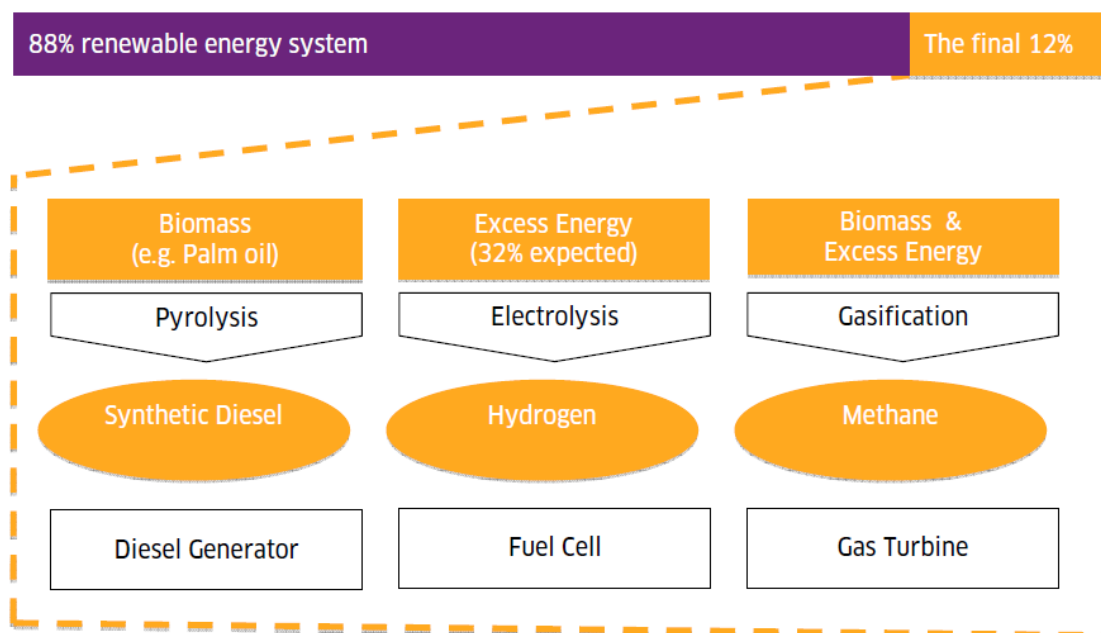 88% renewable energy system
The final 12%
Biomass
(e.g. Palm oil)
Excess Energy
(32% expected)
Biomass &
Excess Energy
Pyrolysis
Electrolysis
Gasification
Synthetic Diesel
Hydrogen
Methane
Diesel Generator
Fuel Cell
Gas Turbine